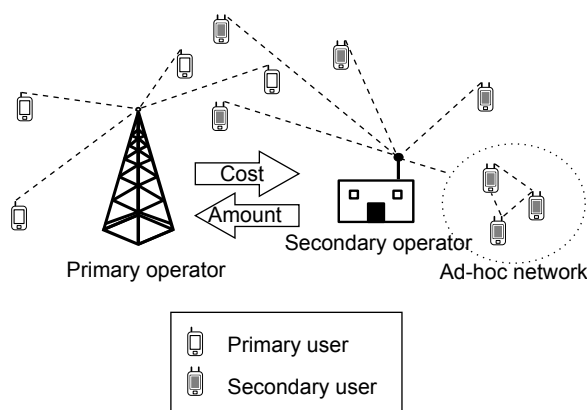 Cost
Amount
Primary operator
Secondary operator
Ad-hoc network
Primary user
Secondary user